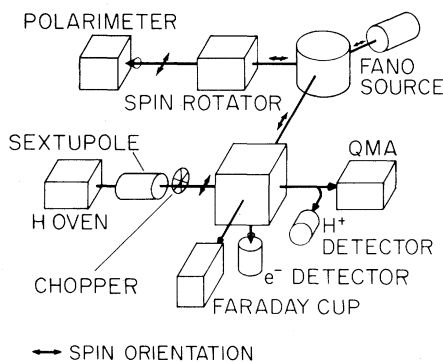 POLARIMETER
FANO
SOURCE
SPIN ROTATOR
SEXTUPOLE
QMA
H OVEN
H+
DETECTOR
CHOPPER
e- DETECTOR
FARADAY CUP
SPIN ORIENTATION